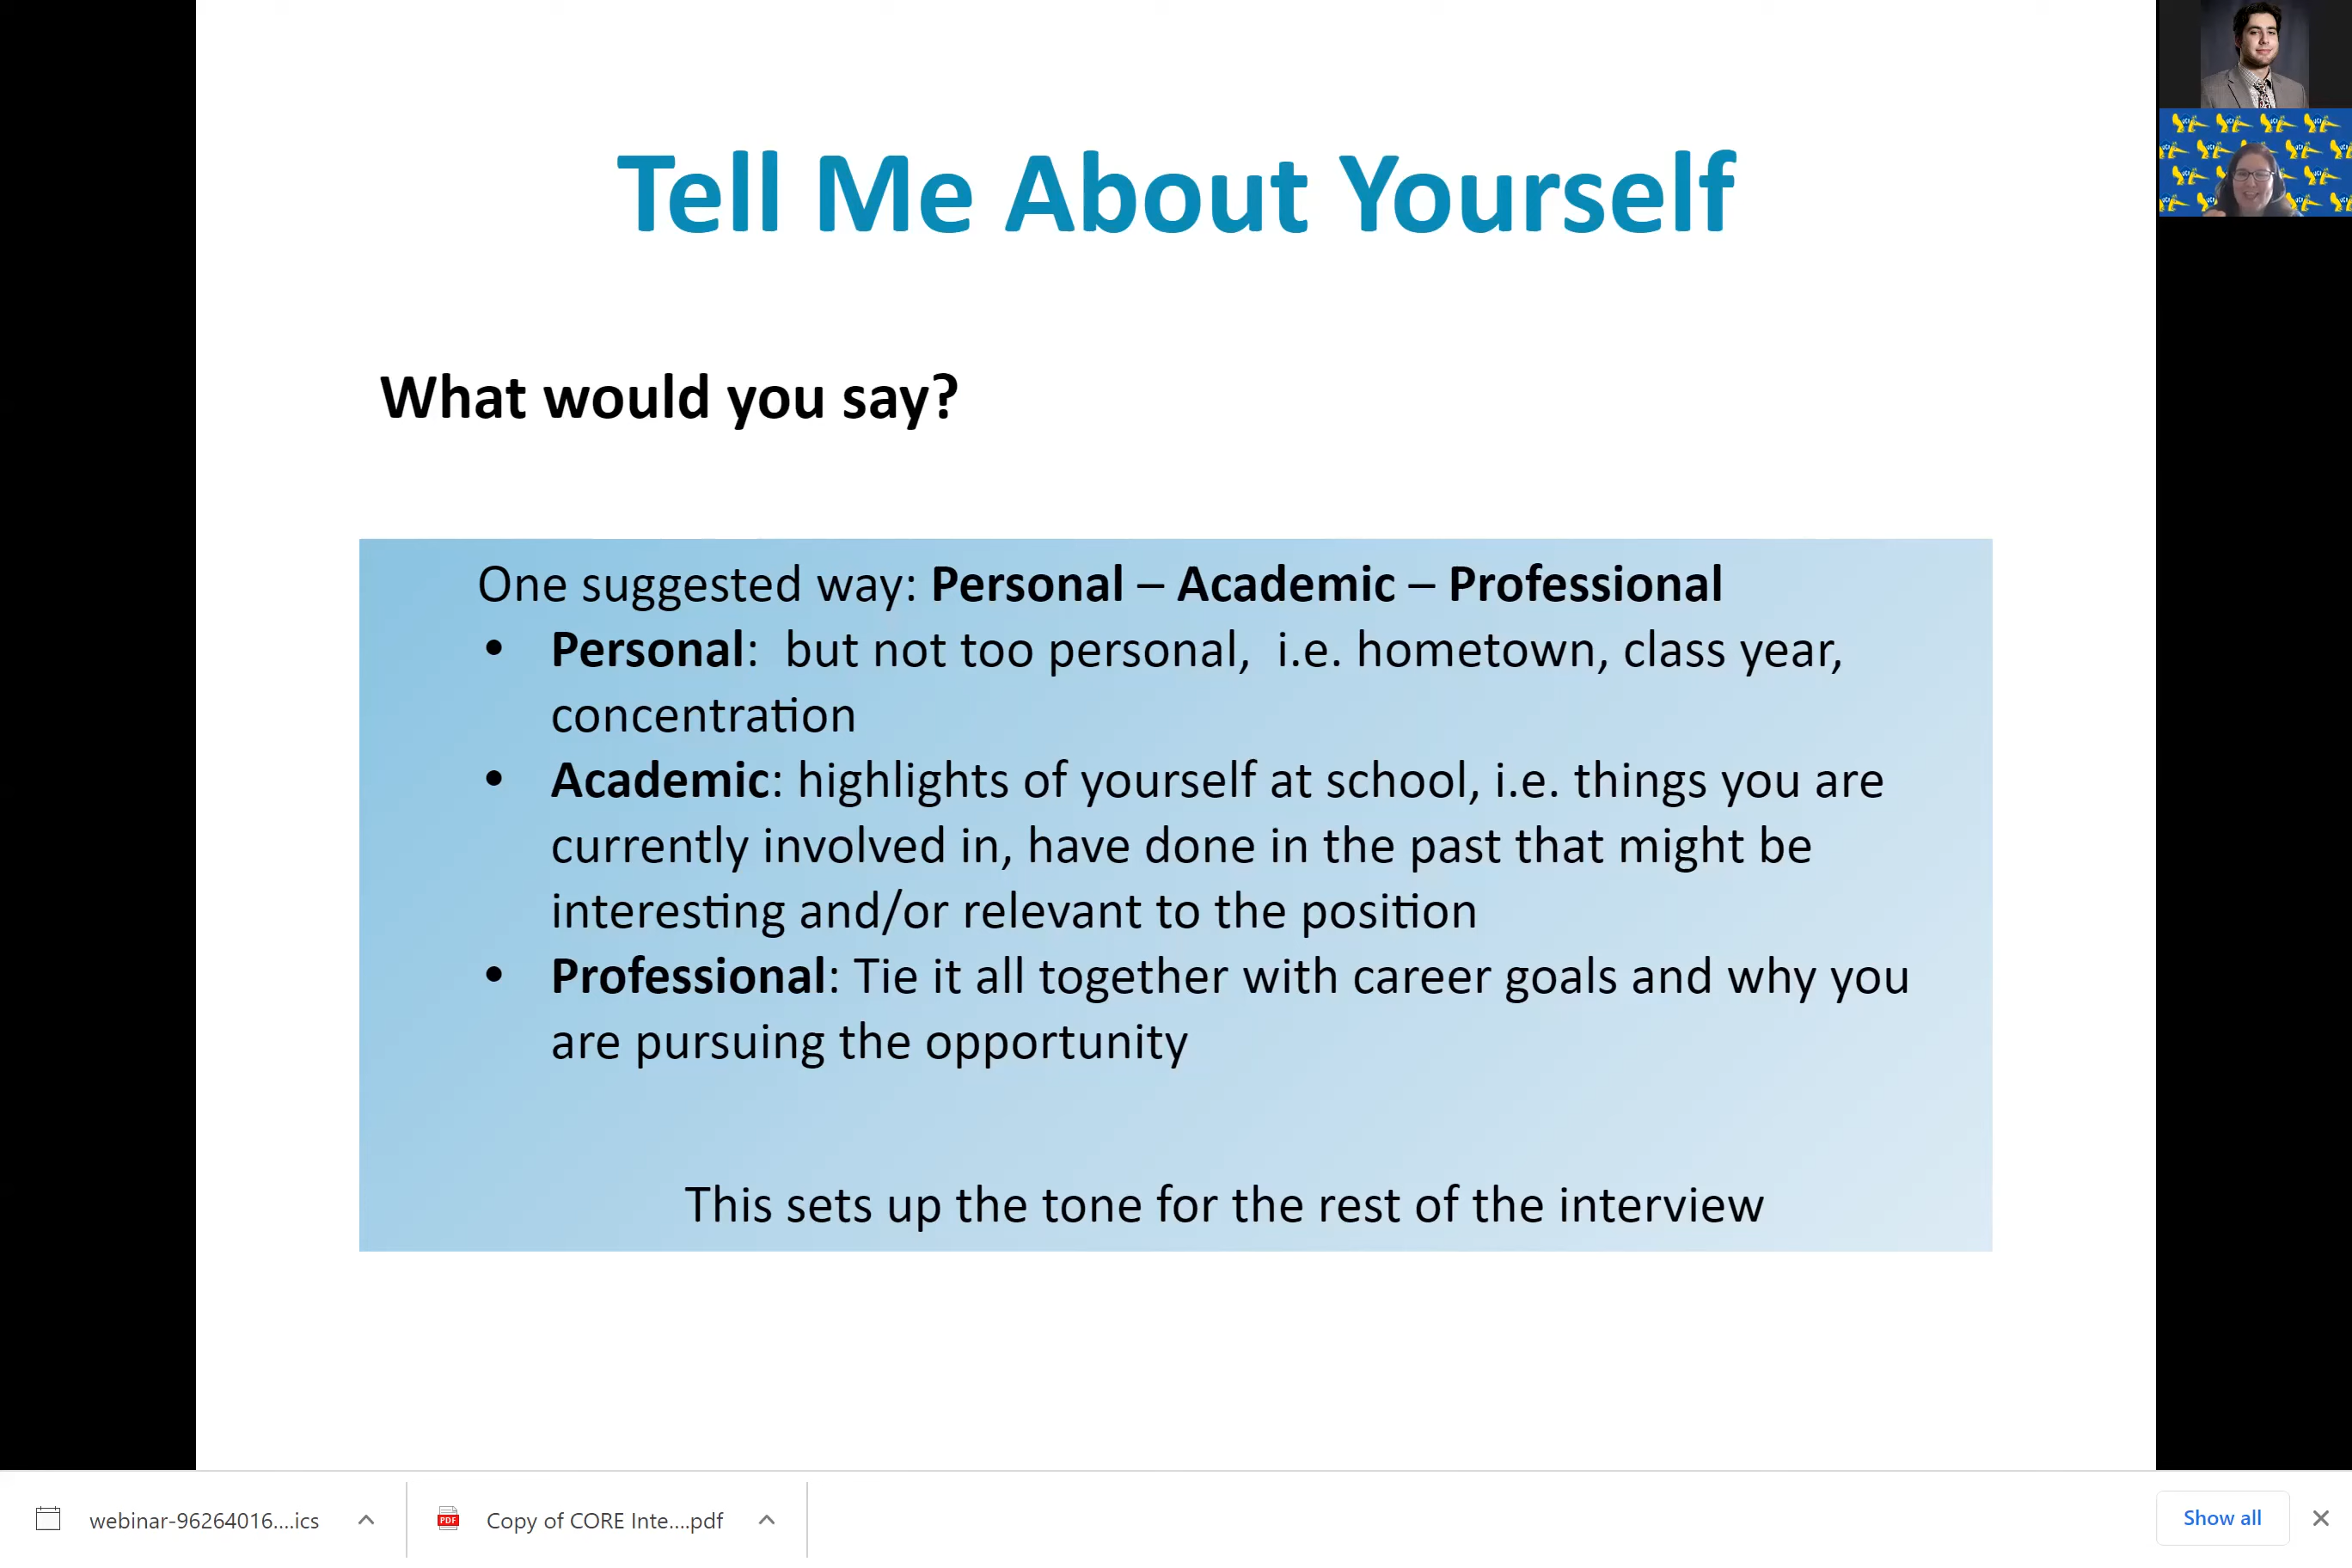 Tell Me About Yourself
What would you say?
One suggested way: Personal – Academic – Professional
• Personal:  but not too personal,  i.e. hometown, class year,
concentration
• Academic: highlights of yourself at school, i.e. things you are
currently involved in, have done in the past that might be
interesting and/or relevant to the position
• Professional: Tie it all together with career goals and why you
are pursuing the opportunity
This sets up the tone for the rest of the interview
webinar-96264016....ics
PDF
Copy of CORE Inte....pdf
Show all